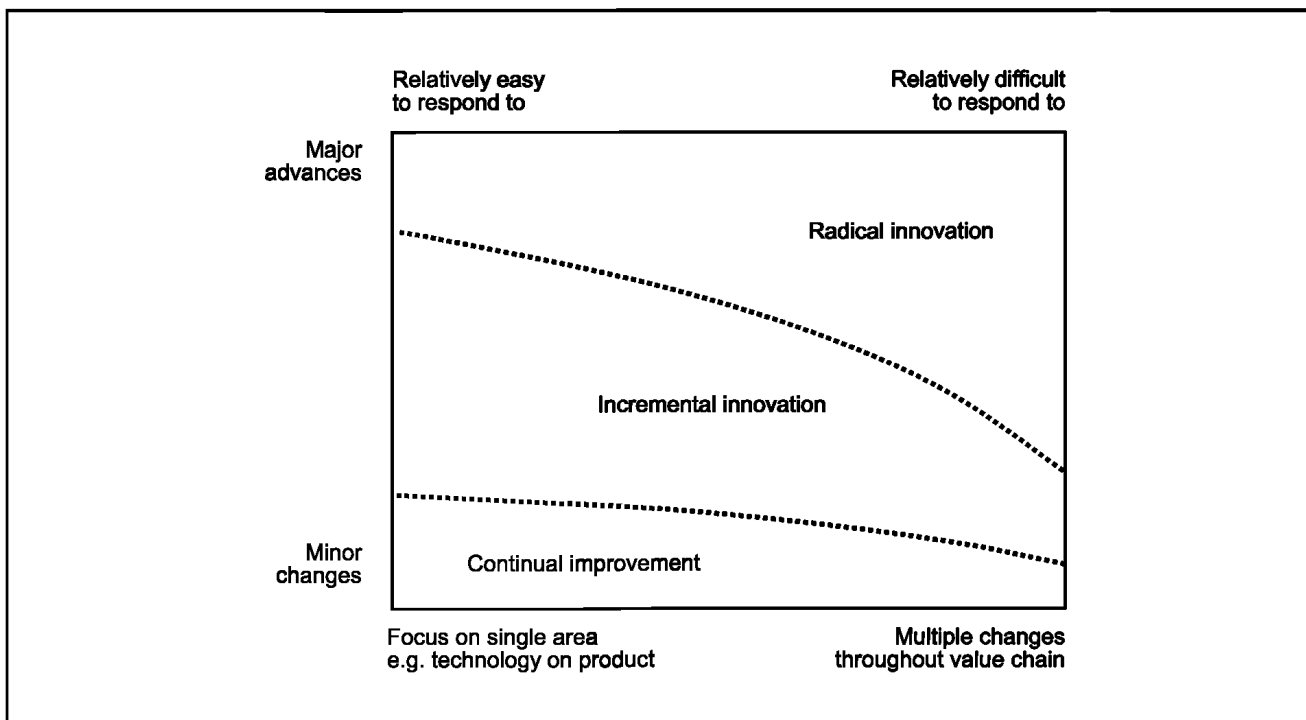 Relatively easy
to respond to
Relatively difficult
to respond to
Major
advances
Radical innovation
Incremental innovation
Minor
changes
Continual improvement
Focus on single area
e.g. technology on product
Multiple changes
throughout value chain